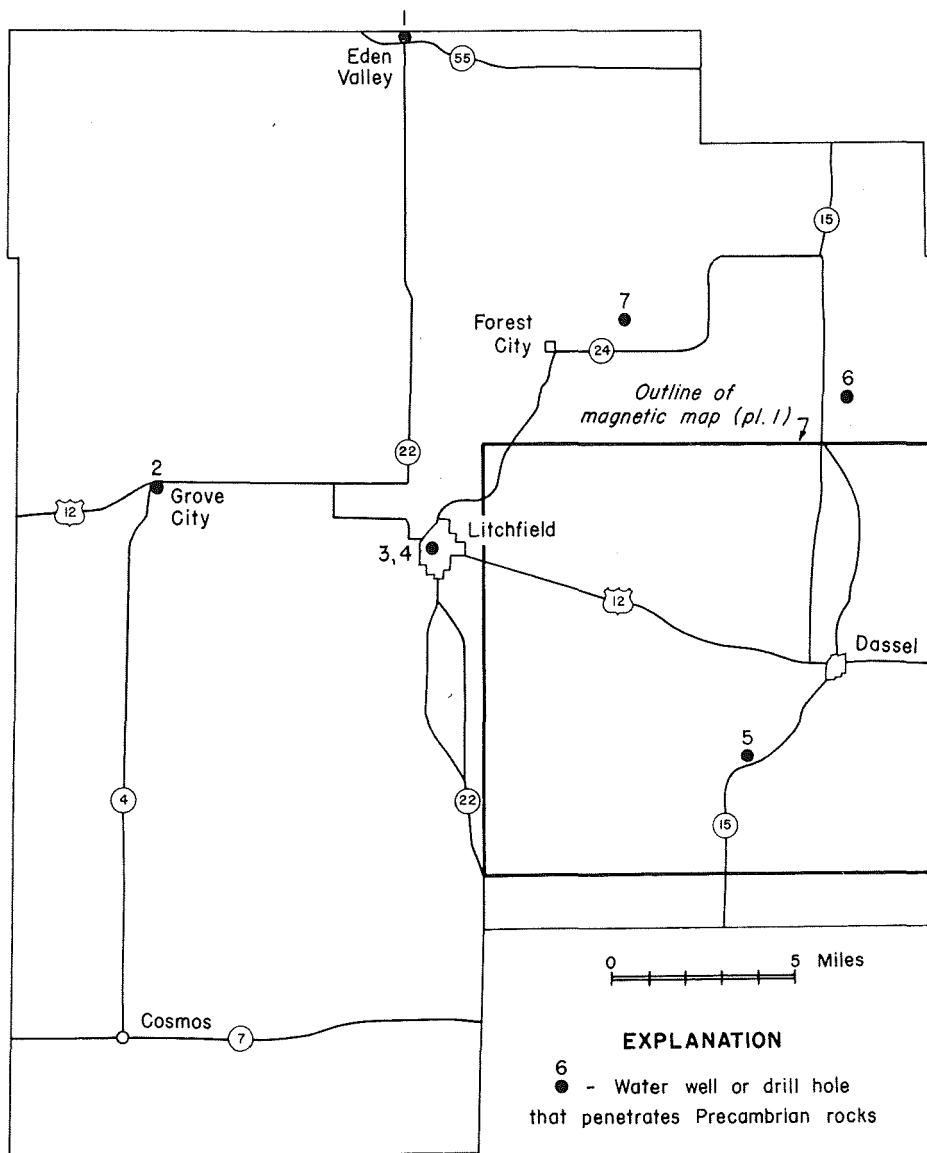 1
Eden
Valley
55
15
7
Forest
City
24
6
Outline of
magnetic map (pl. 1)
22
2
Grove
City
12
Litchfield
3, 4
12
Dassel
5
4
22
15
0 5 Miles
Cosmos
7
EXPLANATION
6
- Water well or drill hole
that penetrates Precambrian rocks